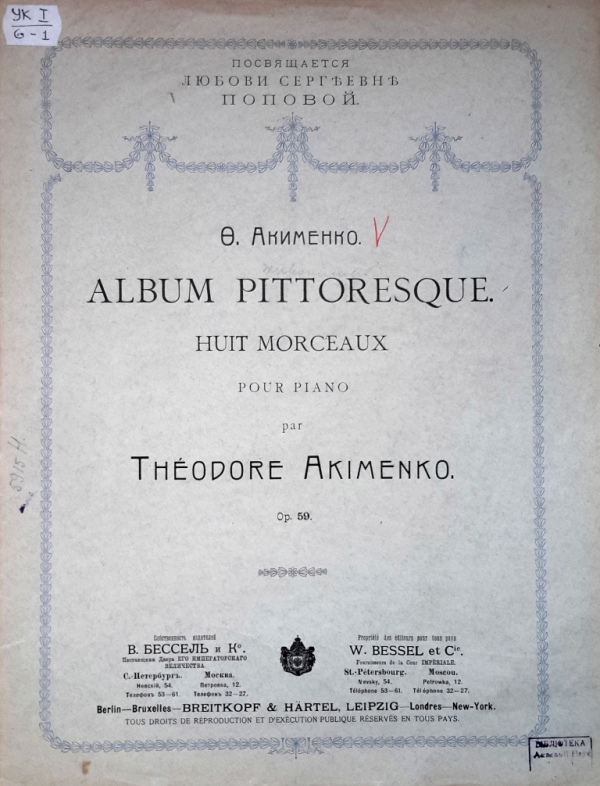 УК I
6-1
ПОСВЯЩАЕТСЯ
ЛЮБОВИ СЕРГѢЕВНѢ
ПОПОВОЙ.
Ѳ. Акименко. V
ALBUM PITTORESQUE.
HUIT MORCEAUX
POUR PIANO
par
THÉODORE AKIMENKO.
Op. 59.
Собственность издателей
В. БЕССЕЛЬ и Ко.
Поставщики Двора ЕГО ИМПЕРАТОРСКАГО
ВЕЛИЧЕСТВА.
С.-Петербургъ. Москва.
Невскій, 54. Петровка, 12.
Телефонъ 53—61. Телефонъ 32—27.
Propriété des éditeurs pour tous pays
W. BESSEL et Cie.
Fournisseurs de la Cour IMPÉRIALE.
St.-Pétersbourg. Moscou.
Nevsky, 54. Petrowka, 12.
Téléphone 53—61. Téléphone 32—27.
Berlin—Bruxelles—BREITKOPF & HÄRTEL, LEIPZIG—Londres—New-York.
TOUS DROITS DE REPRODUCTION ET D'EXÉCUTION PUBLIQUE RÉSERVÉS EN TOUS PAYS.